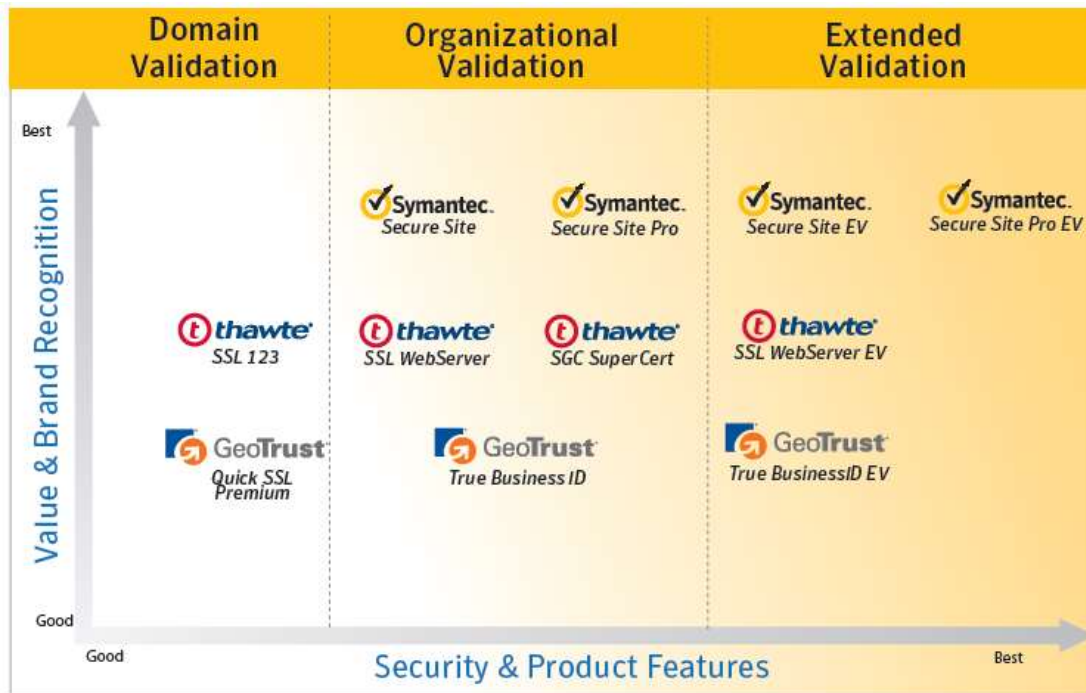 Domain
Validation
Organizational
Validation
Extended
Validation
Best
Value & Brand Recognition
Symantec.
Secure Site
Symantec.
Secure Site Pro
Symantec.
Secure Site EV
Symantec.
Secure Site Pro EV
thawte
SSL 123
thawte
SSL WebServer
thawte
SGC SuperCert
thawte
SSL WebServer EV
GeoTrust
Quick SSL
Premium
GeoTrust
True Business ID
GeoTrust
True BusinessID EV
Good
Good
Security & Product Features
Best